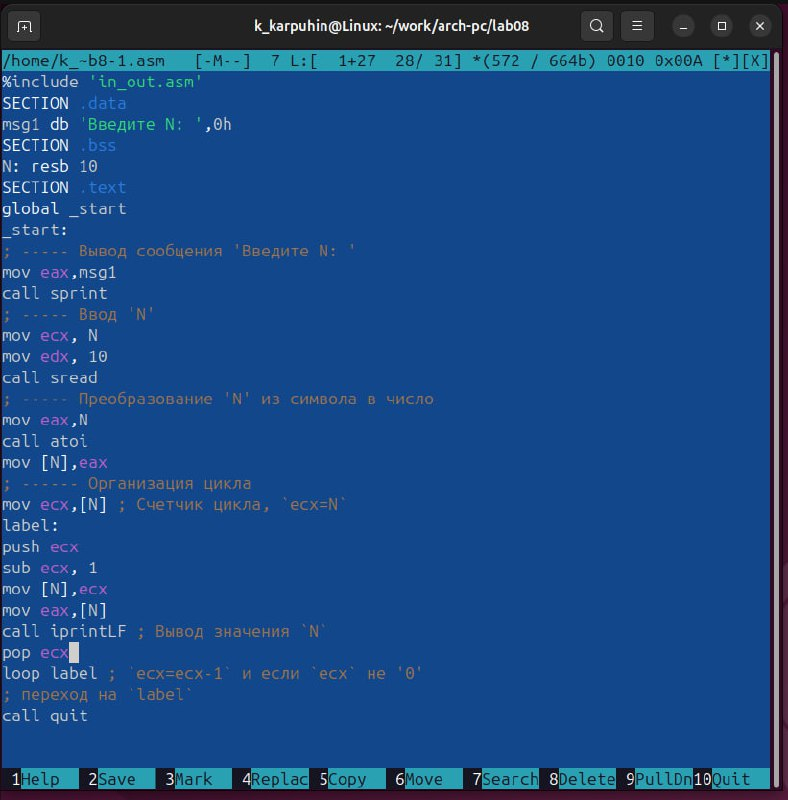 k_karpuhin@Linux: ~/work/arch-pc/lab08
/home/k_~b8-1.asm   [-M--]  7 L:[  1+27  28/ 31] *(572 / 664b) 0010 0x00A [*][X]
%include 'in_out.asm'
SECTION .data
msg1 db 'Введите N: ',0h
SECTION .bss
N: resb 10
SECTION .text
global _start
_start:
; ----- Вывод сообщения 'Введите N: '
mov eax,msg1
call sprint
; ----- Ввод 'N'
mov ecx, N
mov edx, 10
call sread
; ----- Преобразование 'N' из символа в число
mov eax,N
call atoi
mov [N],eax
; ------ Организация цикла
mov ecx,[N] ; Счетчик цикла, `ecx=N`
label:
push ecx
sub ecx, 1
mov [N],ecx
mov eax,[N]
call iprintLF ; Вывод значения `N`
pop ecx
loop label ; `ecx=ecx-1` и если `ecx` не '0'
; переход на `label`
call quit
1Help  2Save  3Mark  4Replac 5Copy  6Move  7Search 8Delete 9PullDn 10Quit